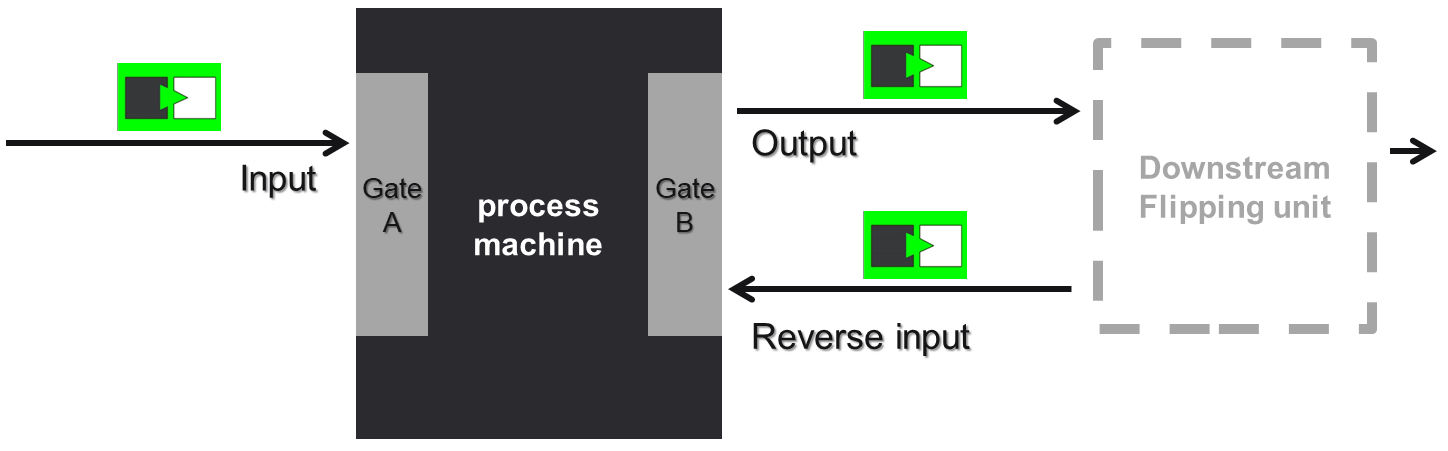 Input
Gate
A
process
machine
Gate
B
Output
Reverse input
Downstream
Flipping unit